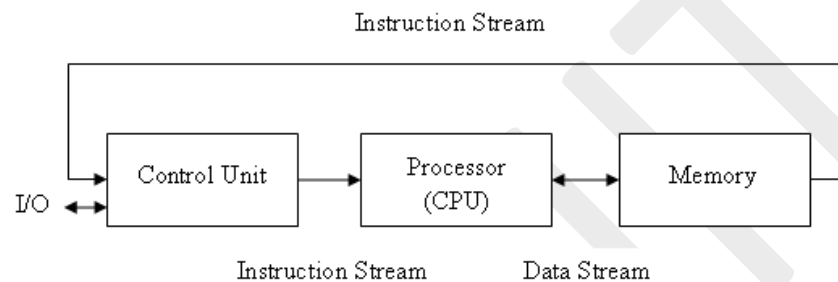 Instruction Stream
Control Unit
Processor
(CPU)
Memory
I/O
Instruction Stream
Data Stream